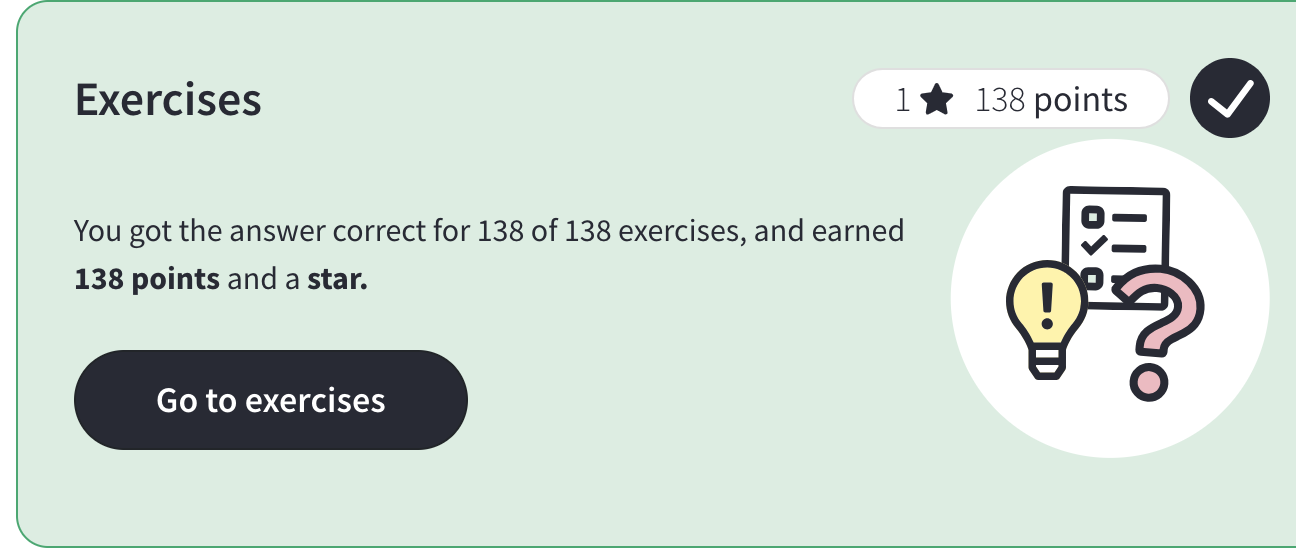 Exercises
1 ★ 138 points
You got the answer correct for 138 of 138 exercises, and earned
138 points and a star.
Go to exercises